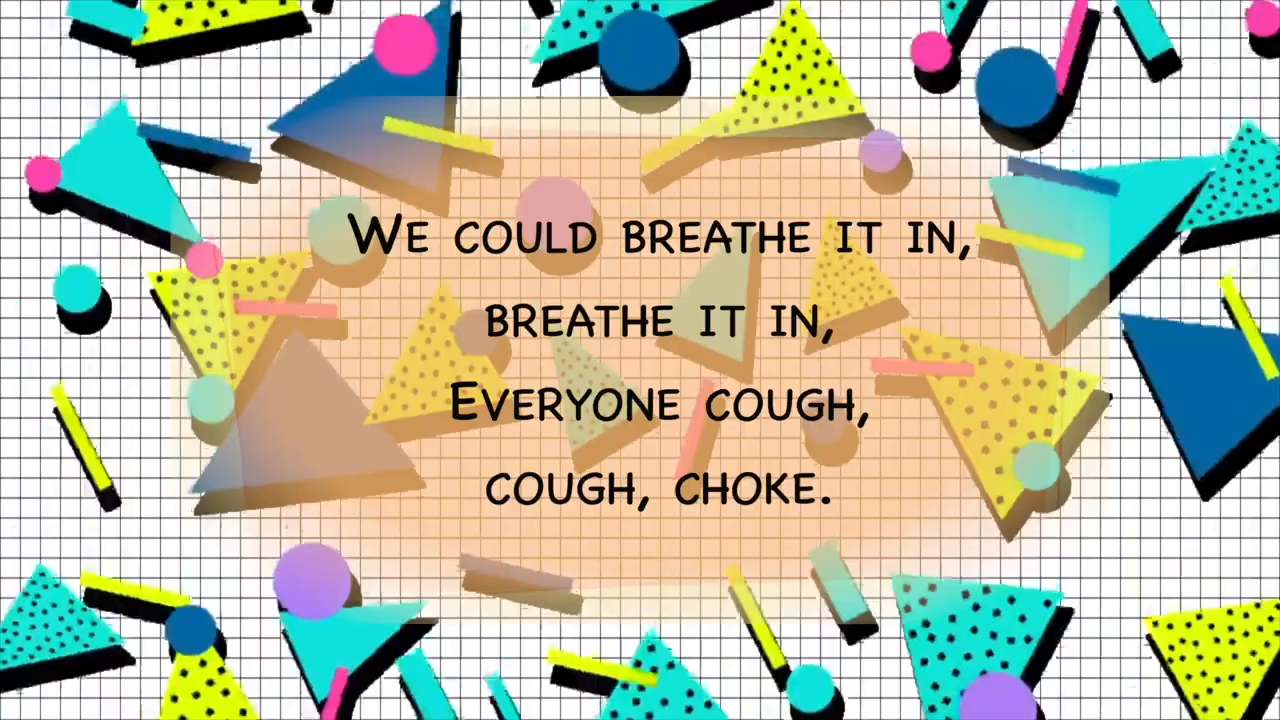 We could breathe it in,
breathe it in,
Everyone cough,
cough, choke.